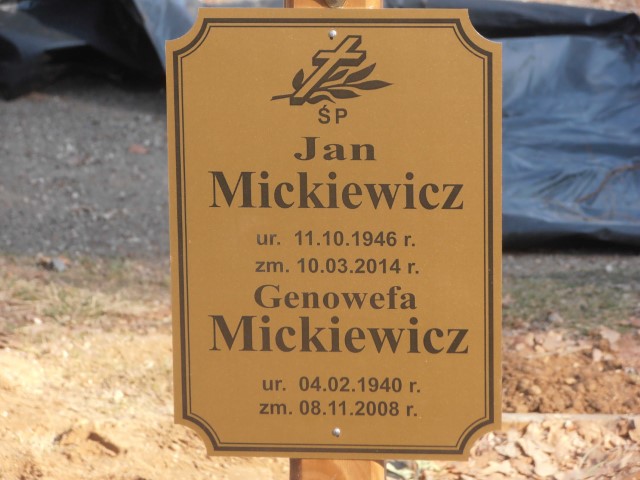 ŚP
Jan
Mickiewicz
ur. 11.10.1946 r.
zm. 10.03.2014 r.
Genowefa
Mickiewicz
ur. 04.02.1940 r.
zm. 08.11.2008 r.